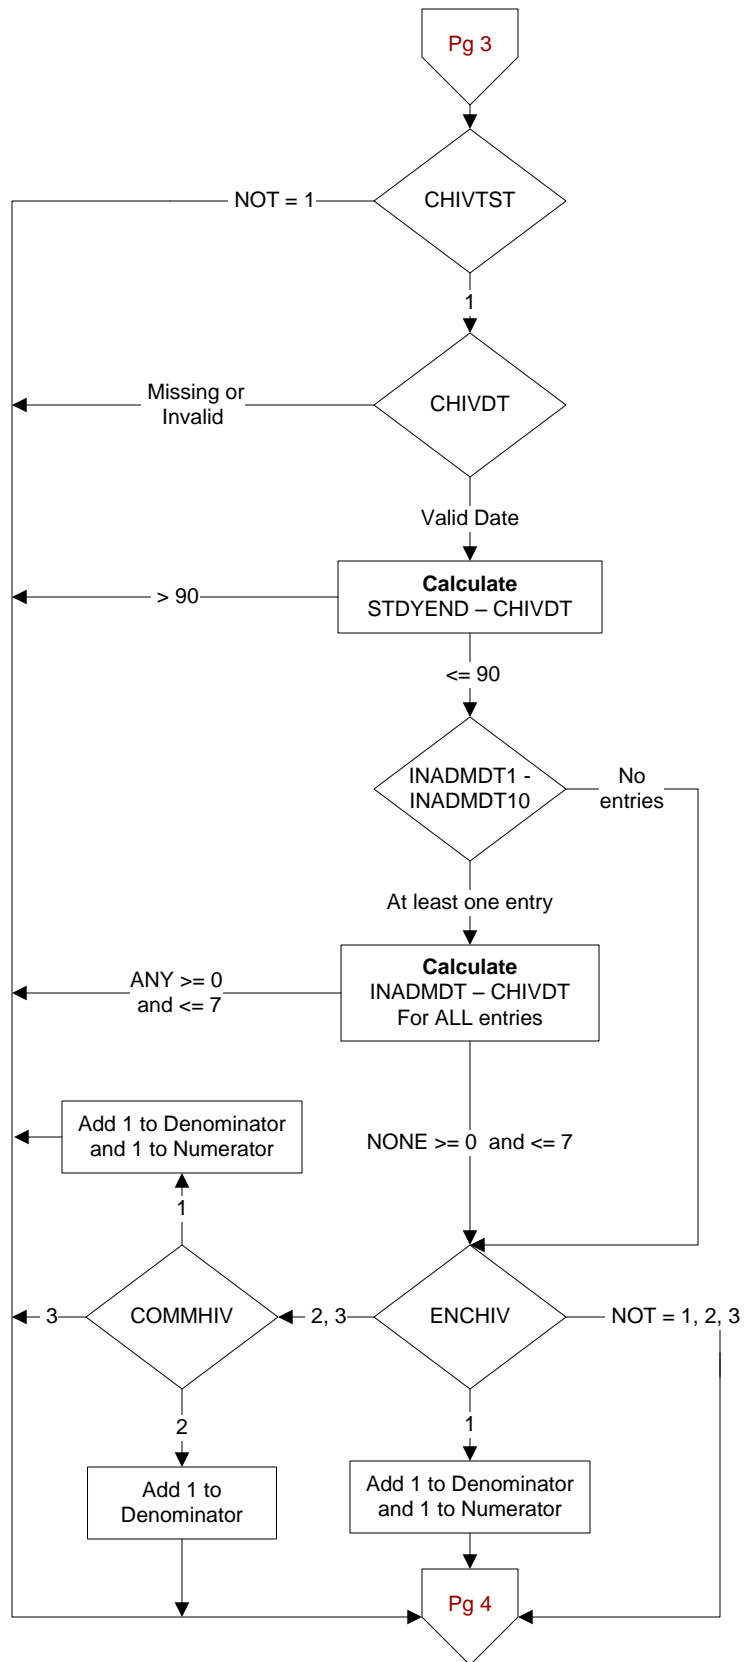 Pg 3
CHIVTST
NOT = 1
1
CHIVDT
Missing or
Invalid
Valid Date
Calculate
STDYEND – CHIVDT
> 90
<= 90
INADMDT1 -
INADMDT10
No
entries
At least one entry
Calculate
INADMDT – CHIVDT
For ALL entries
ANY >= 0
and <= 7
NONE >= 0 and <= 7
Add 1 to Denominator
and 1 to Numerator
1
3
COMMHIV
2, 3
ENCHIV
NOT = 1, 2, 3
2
1
Add 1 to
Denominator
Add 1 to Denominator
and 1 to Numerator
Pg 4